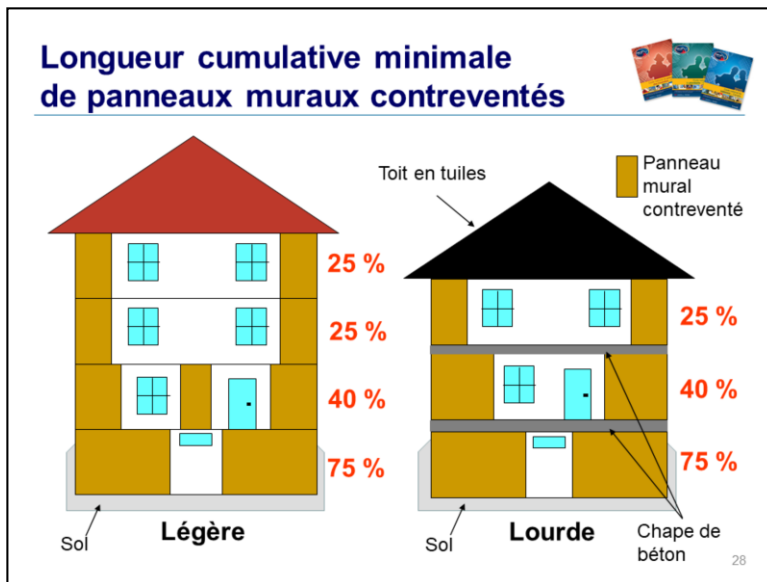 Longueur cumulative minimale
de panneaux muraux contreventés
Toit en tuiles
Panneau
mural
contreventé
25 %
25 %
40 %
75 %
25 %
40 %
75 %
Sol
Légère
Sol
Lourde
Chape de
béton
28